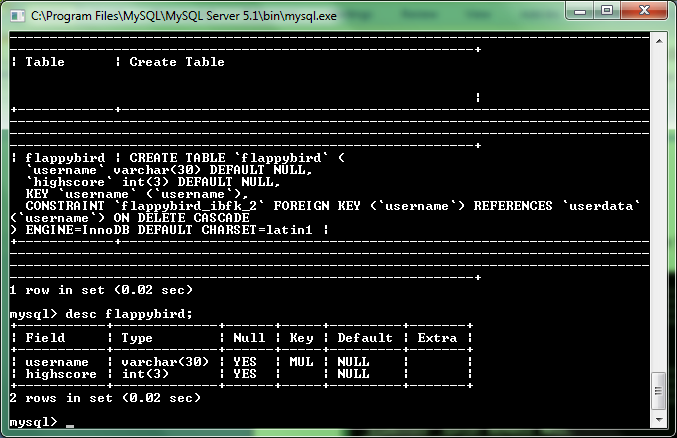 C:\Program Files\MySQL\MySQL Server 5.1\bin\mysql.exe
| Table | Create Table
|
| flappybird | CREATE TABLE `flappybird` (
`username` varchar(30) DEFAULT NULL,
`highscore` int(3) DEFAULT NULL,
KEY `username` (`username`),
CONSTRAINT `flappybird_ibfk_2` FOREIGN KEY (`username`) REFERENCES `userdata`
(`username`) ON DELETE CASCADE
) ENGINE=InnoDB DEFAULT CHARSET=latin1 |
1 row in set (0.02 sec)
mysql> desc flappybird;
| Field | Type | Null | Key | Default | Extra |
| username | varchar(30) | YES | MUL | NULL | |
| highscore | int(3) | YES | | NULL | |
2 rows in set (0.02 sec)
mysql> _